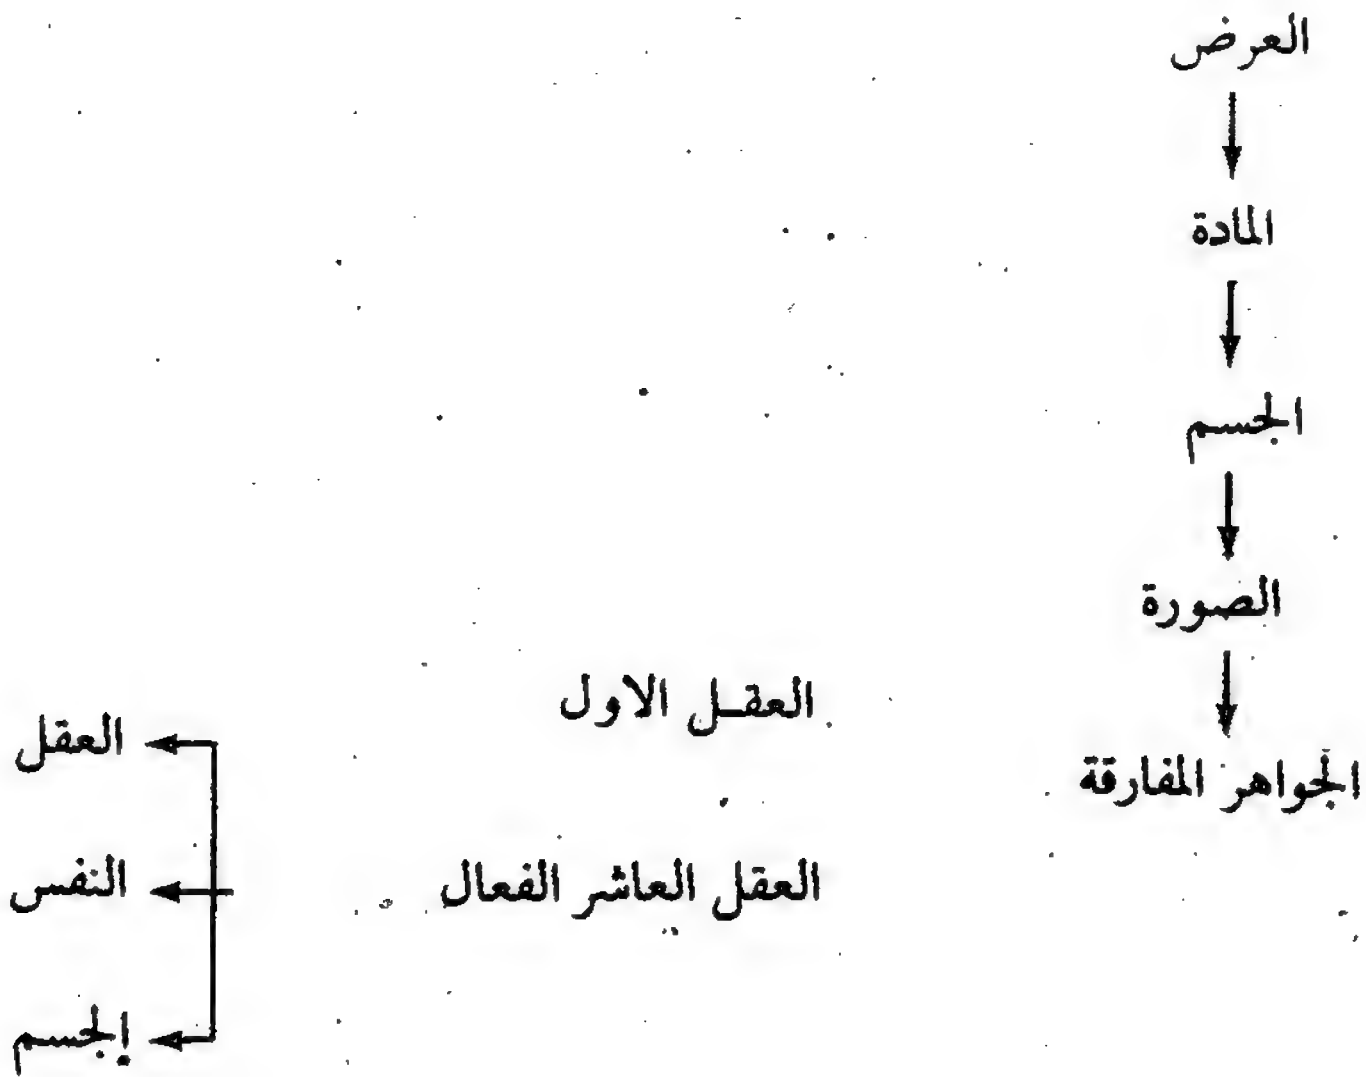 العرض
المادة
الجسم
الصورة
الجواهر المفارقة
العقل الاول
العقل العاشر الفعال
العقل
النفس
الجسم